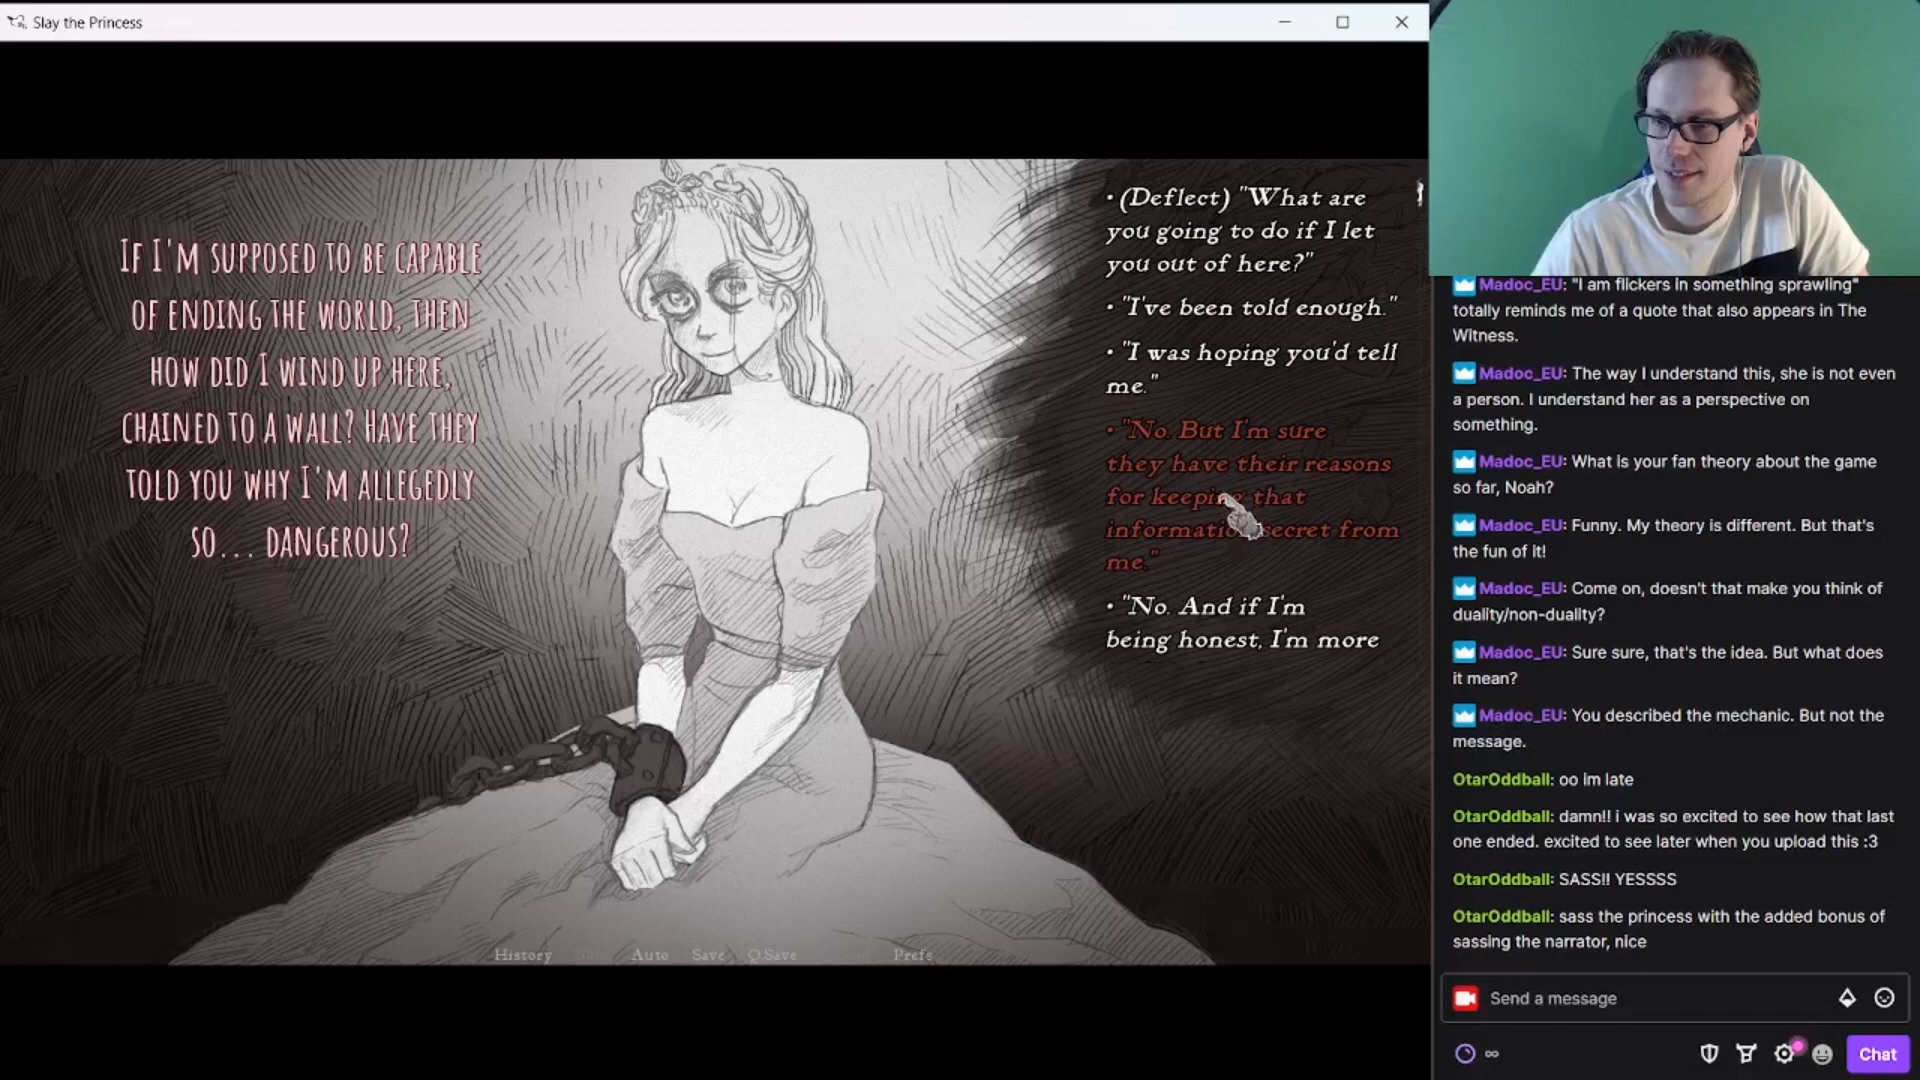 Slay the Princess
If I'm supposed to be capable
of ending the world, then
how did I wind up here,
chained to a wall? Have they
told you why I'm allegedly
so... dangerous?
• (Deflect) "What are
you going to do if I let
you out of here?"
• "I've been told enough."
• "I was hoping you'd tell
me."
• "No. But I'm sure
they have their reasons
for keeping that
information secret from
me."
• "No. And if I'm
being honest, I'm more
History Auto Save Q.Save Prefs
Madoc_EU: "I am flickers in something sprawling"
totally reminds me of a quote that also appears in The
Witness.
Madoc_EU: The way I understand this, she is not even
a person. I understand her as a perspective on
something.
Madoc_EU: What is your fan theory about the game
so far, Noah?
Madoc_EU: Funny. My theory is different. But that's
the fun of it!
Madoc_EU: Come on, doesn't that make you think of
duality/non-duality?
Madoc_EU: Sure sure, that's the idea. But what does
it mean?
Madoc_EU: You described the mechanic. But not the
message.
OtarOddball: oo im late
OtarOddball: damn!! i was so excited to see how that last
one ended. excited to see later when you upload this :3
OtarOddball: SASS!! YESSSS
OtarOddball: sass the princess with the added bonus of
sassing the narrator, nice
Send a message
∞
Chat